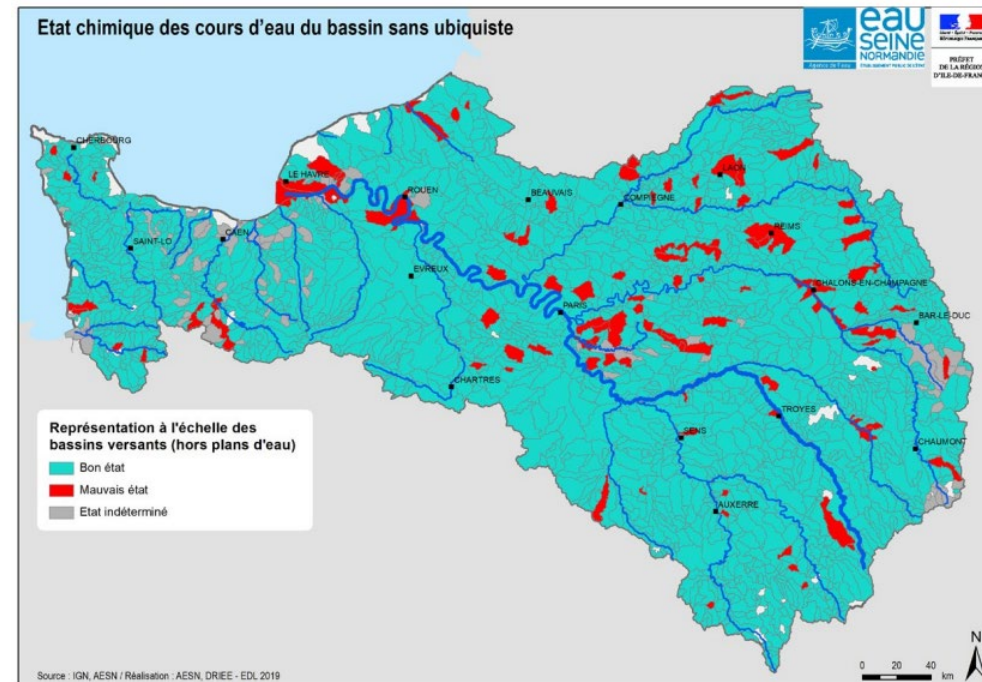 Etat chimique des cours d'eau du bassin sans ubiquiste
eau
SEINE
NORMANDIE
Agence de l'eau
PRÉFET
DE LA RÉGION
D'ILE-DE-FRANCE
CHERBOURG
LE HAVRE
ROUEN
BEAUVAIS
COMPIEGNE
LAON
SAINT-LO
CAEN
REIMS
EVREUX
CHALONS-EN-CHAMPAGNE
PARIS
BAR-LE-DUC
CHARTRES
TROYES
SENS
CHAUMONT
AUXERRE
Représentation à l'échelle des
bassins versants (hors plans d'eau)
Bon état
Mauvais état
Etat indéterminé
N
0 20 40
km
Source : IGN, AESN / Réalisation : AESN, DRIEE - EDL 2019